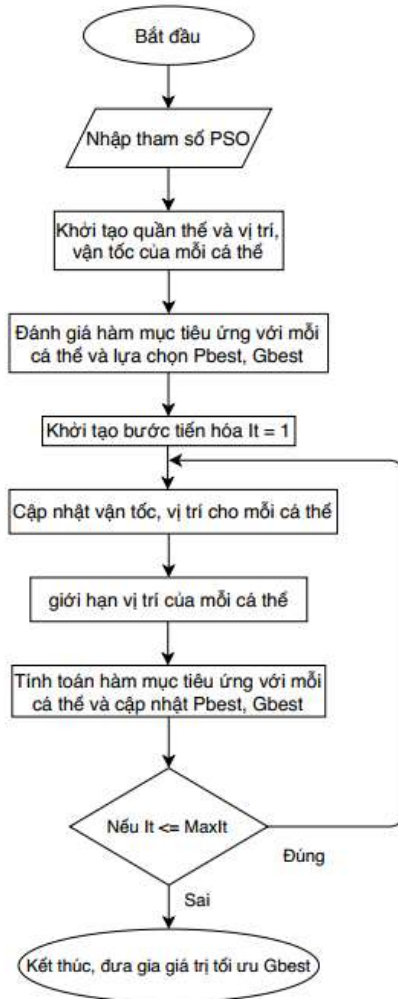 Bắt đầu
Nhập tham số PSO
Khởi tạo quần thể và vị trí,
vận tốc của mỗi cá thể
Đánh giá hàm mục tiêu ứng với mỗi
cá thể và lựa chọn Pbest, Gbest
Khởi tạo bước tiến hóa It = 1
Cập nhật vận tốc, vị trí cho mỗi cá thể
giới hạn vị trí của mỗi cá thể
Tính toán hàm mục tiêu ứng với mỗi
cá thể và cập nhật Pbest, Gbest
Nếu It <= MaxIt
Đúng
Sai
Kết thúc, đưa gia giá trị tối ưu Gbest